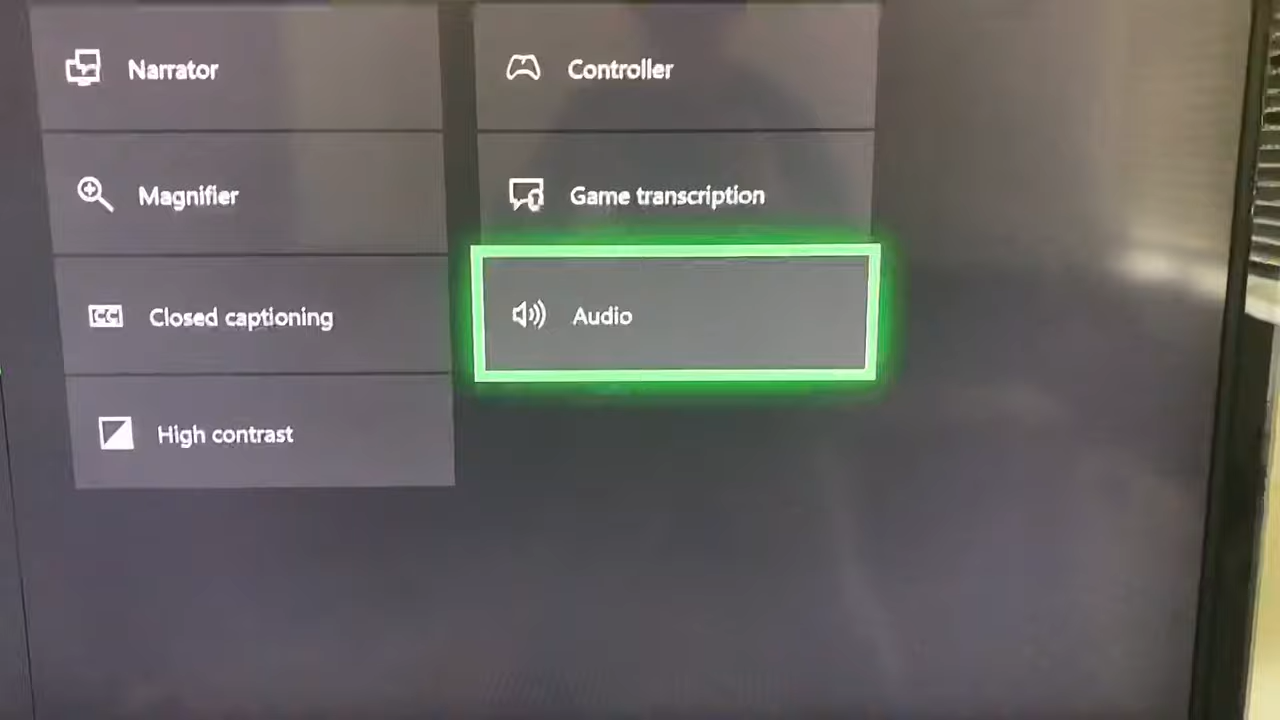 Narrator
Magnifier
Closed captioning
High contrast
Controller
Game transcription
Audio